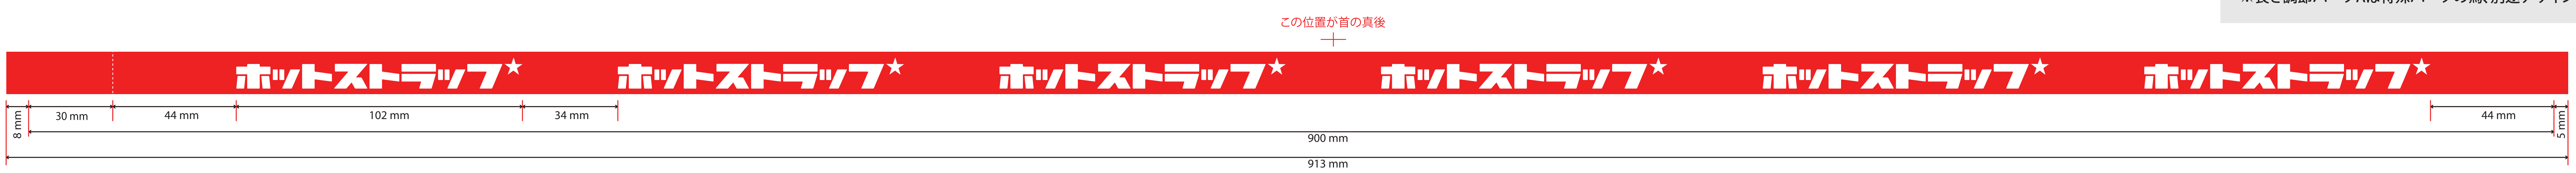 この位置が首の真後
ホットストラップ★ ホットストラップ★ ホットストラップ★ ホットストラップ★ ホットストラップ★ ホットストラップ★
8 mm 30 mm 44 mm 102 mm 34 mm 44 mm 5 mm
900 mm
913 mm